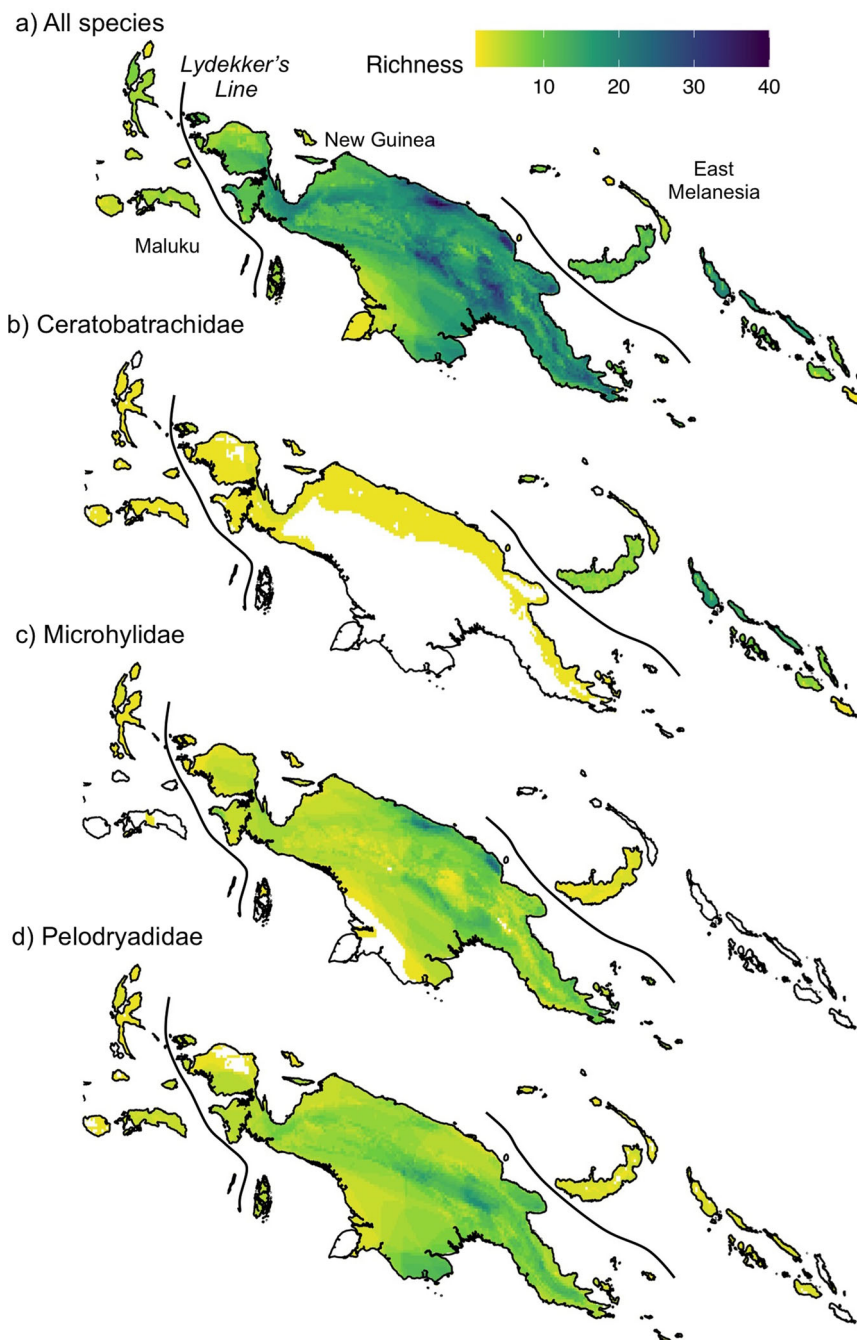 a) All species
Lydekker's
Line
Richness
10 20 30 40
New Guinea
East
Melanesia
Maluku
b) Ceratobatrachidae
c) Microhylidae
d) Pelodryadidae